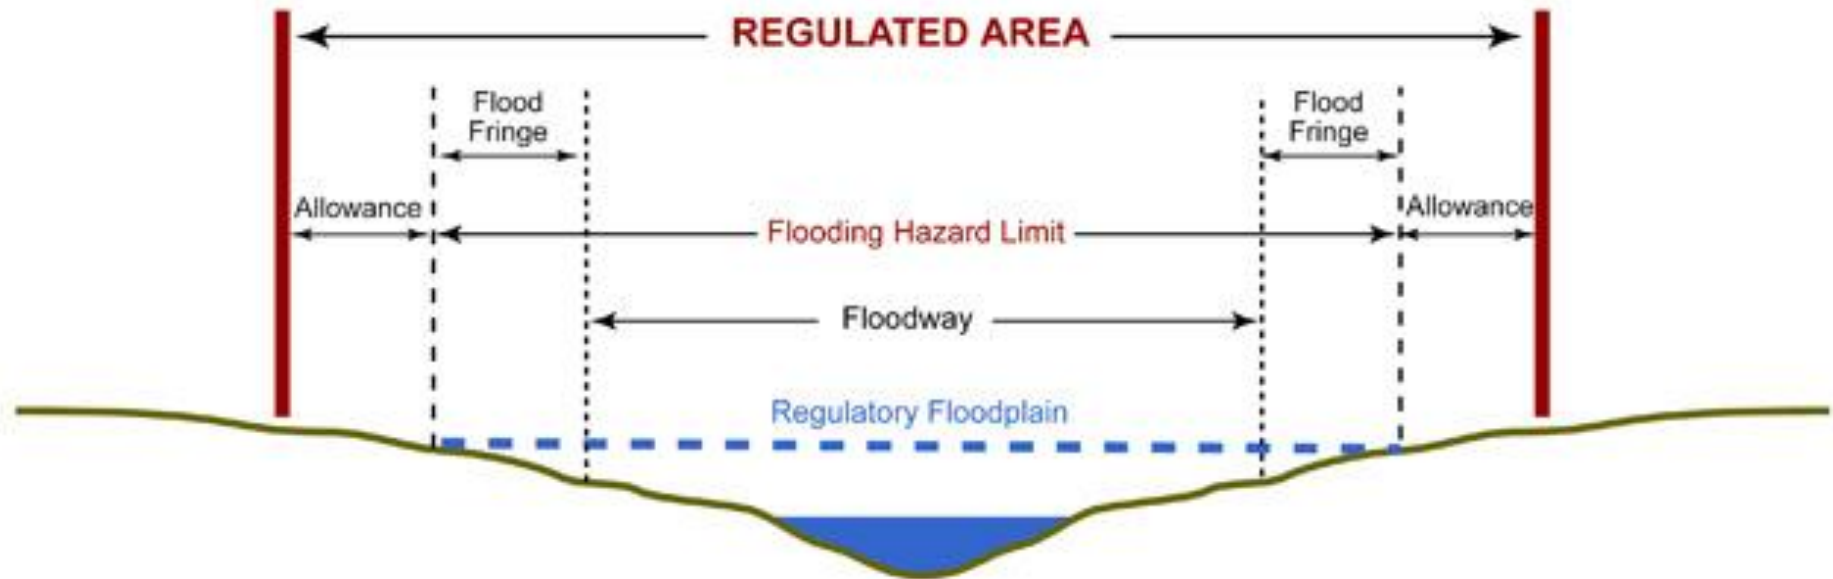 REGULATED AREA
Flood
Fringe
Flood
Fringe
Allowance
Allowance
Flooding Hazard Limit
Floodway
Regulatory Floodplain